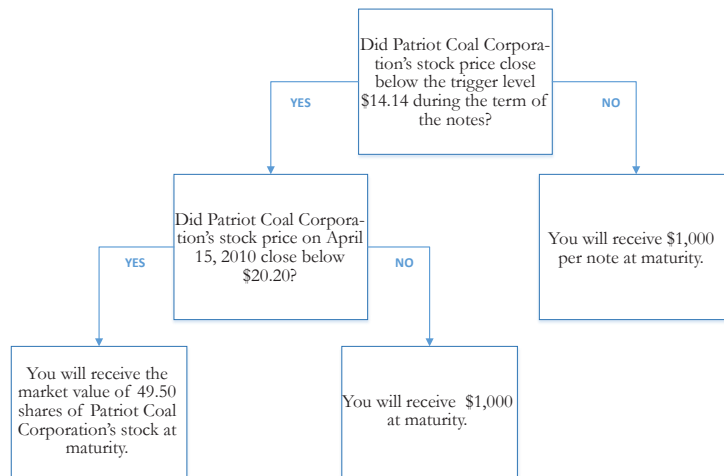 Did Patriot Coal Corpora-
tion's stock price close
below the trigger level
$14.14 during the term of
the notes?
YES
NO
Did Patriot Coal Corpora-
tion's stock price on April
15, 2010 close below
$20.20?
You will receive $1,000
per note at maturity.
YES
NO
You will receive the
market value of 49.50
shares of Patriot Coal
Corporation's stock at
maturity.
You will receive $1,000
at maturity.